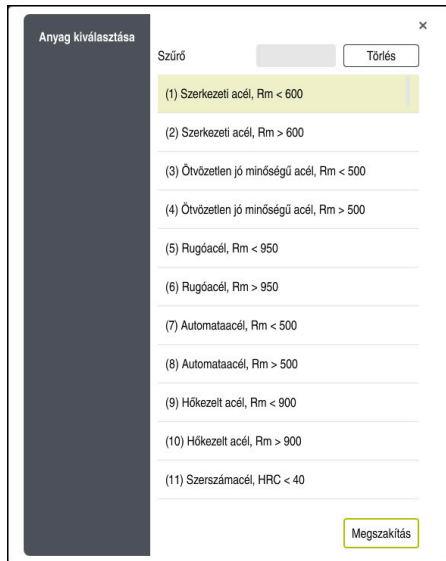 Anyag kiválasztása
×
Szűrő
Törlés
(1) Szerkezeti acél, Rm < 600
(2) Szerkezeti acél, Rm > 600
(3) Ötvözetlen jó minőségű acél, Rm < 500
(4) Ötvözetlen jó minőségű acél, Rm > 500
(5) Rugóacél, Rm < 950
(6) Rugóacél, Rm > 950
(7) Automataacél, Rm < 500
(8) Automataacél, Rm > 500
(9) Hőkezelt acél, Rm < 900
(10) Hőkezelt acél, Rm > 900
(11) Szerszámacél, HRC < 40
Megszakítás